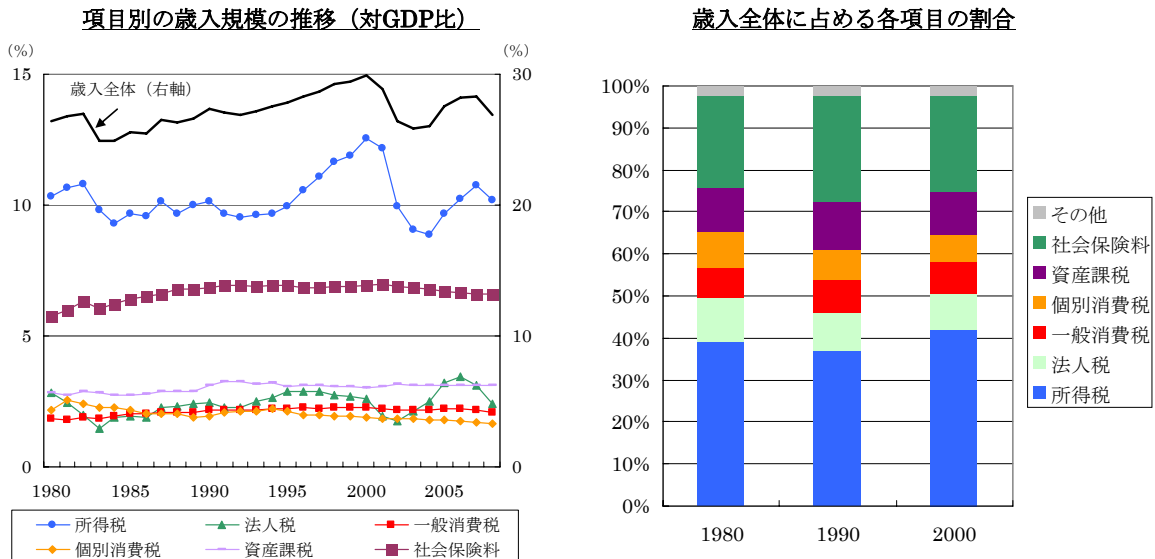 項目別の歳入規模の推移（対GDP比）
（%）
（%）
15
10
5
0
30
20
10
0
歳入全体（右軸）
1980
1985
1990
1995
2000
2005
所得税
法人税
一般消費税
個別消費税
資産課税
社会保険料
歳入全体に占める各項目の割合
100%
90%
80%
70%
60%
50%
40%
30%
20%
10%
0%
1980
1990
2000
その他
社会保険料
資産課税
個別消費税
一般消費税
法人税
所得税